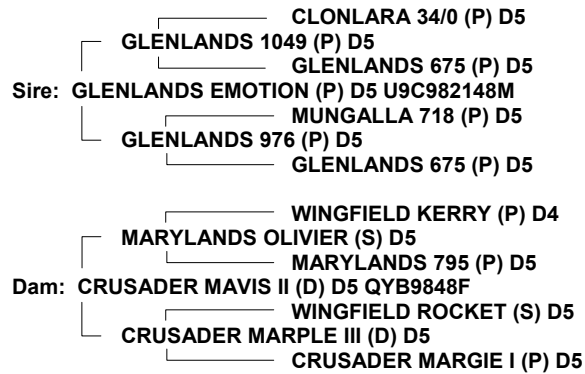 CLONLARA 34/0 (P) D5
GLENLANDS 1049 (P) D5
GLENLANDS 675 (P) D5
Sire: GLENLANDS EMOTION (P) D5 U9C982148M
MUNGALLA 718 (P) D5
GLENLANDS 976 (P) D5
GLENLANDS 675 (P) D5
WINGFIELD KERRY (P) D4
MARYLANDS OLIVIER (S) D5
MARYLANDS 795 (P) D5
Dam: CRUSADER MAVIS II (D) D5 QYB9848F
WINGFIELD ROCKET (S) D5
CRUSADER MARPLE III (D) D5
CRUSADER MARGIE I (P) D5